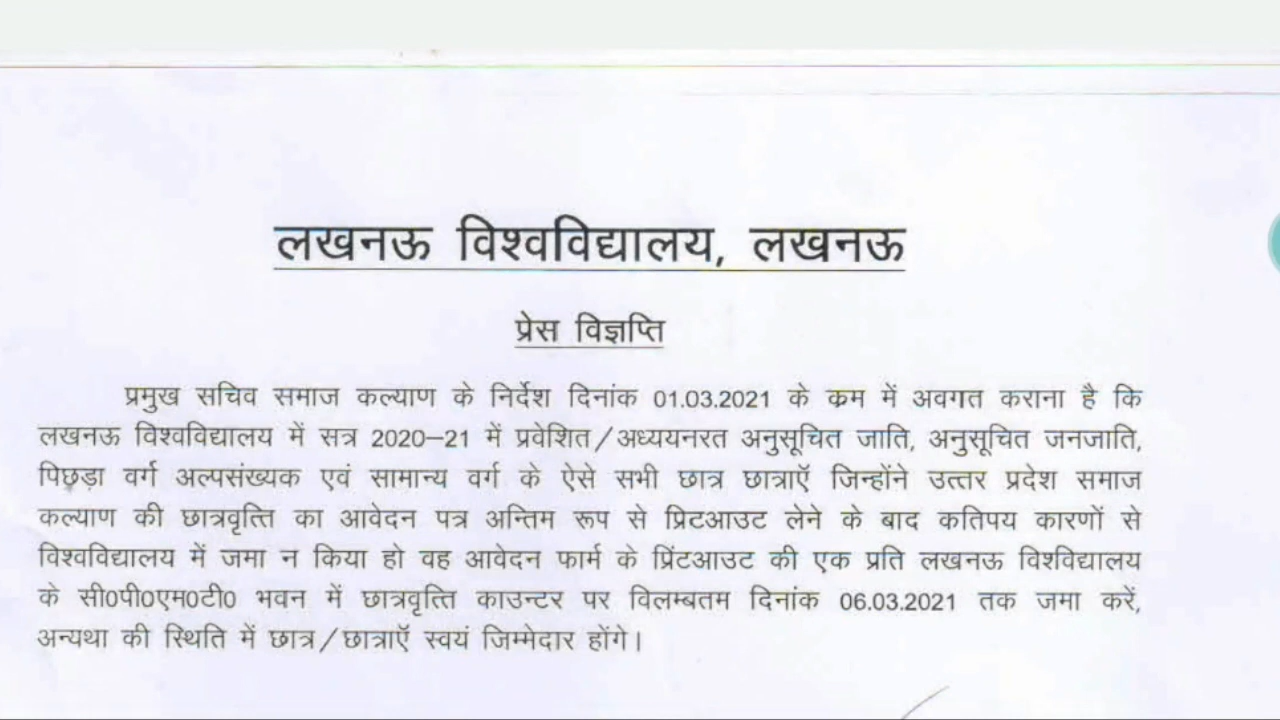 लखनऊ विश्वविद्यालय, लखनऊ
प्रेस विज्ञप्ति
प्रमुख सचिव समाज कल्याण के निर्देश दिनांक 01.03.2021 के कम में अवगत कराना है कि
लखनऊ विश्वविद्यालय में सत्र 2020–21 में प्रवेशित/अध्ययनरत अनुसूचित जाति, अनुसूचित जनजाति,
पिछड़ा वर्ग अल्पसंख्यक एवं सामान्य वर्ग के ऐसे सभी छात्र छात्राऍ जिन्होंने उत्तर प्रदेश समाज
कल्याण की छात्रवृत्ति का आवेदन पत्र अन्तिम रूप से प्रिटआउट लेने के बाद कतिपय कारणों से
विश्वविद्यालय में जमा न किया हो वह आवेदन फार्म के प्रिंटआउट की एक प्रति लखनऊ विश्विद्यालय
के सी0पी0एम0टी0 भवन में छात्रवृत्ति काउन्टर पर विलम्बतम दिनांक 06.03.2021 तक जमा करें,
अन्यथा की स्थिति में छात्र/छात्राऍ स्वयं जिम्मेदार होंगे।